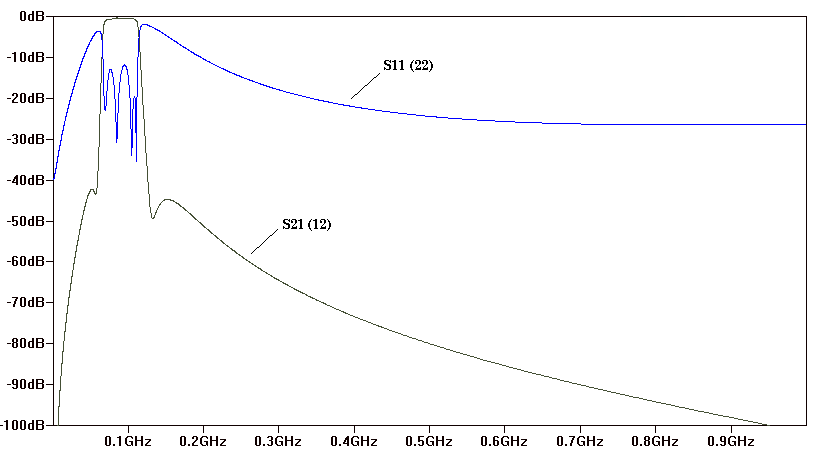 0dB
-10dB
-20dB
-30dB
-40dB
-50dB
-60dB
-70dB
-80dB
-90dB
-100dB
S11 (22)
S21 (12)
0.1GHz 0.2GHz 0.3GHz 0.4GHz 0.5GHz 0.6GHz 0.7GHz 0.8GHz 0.9GHz